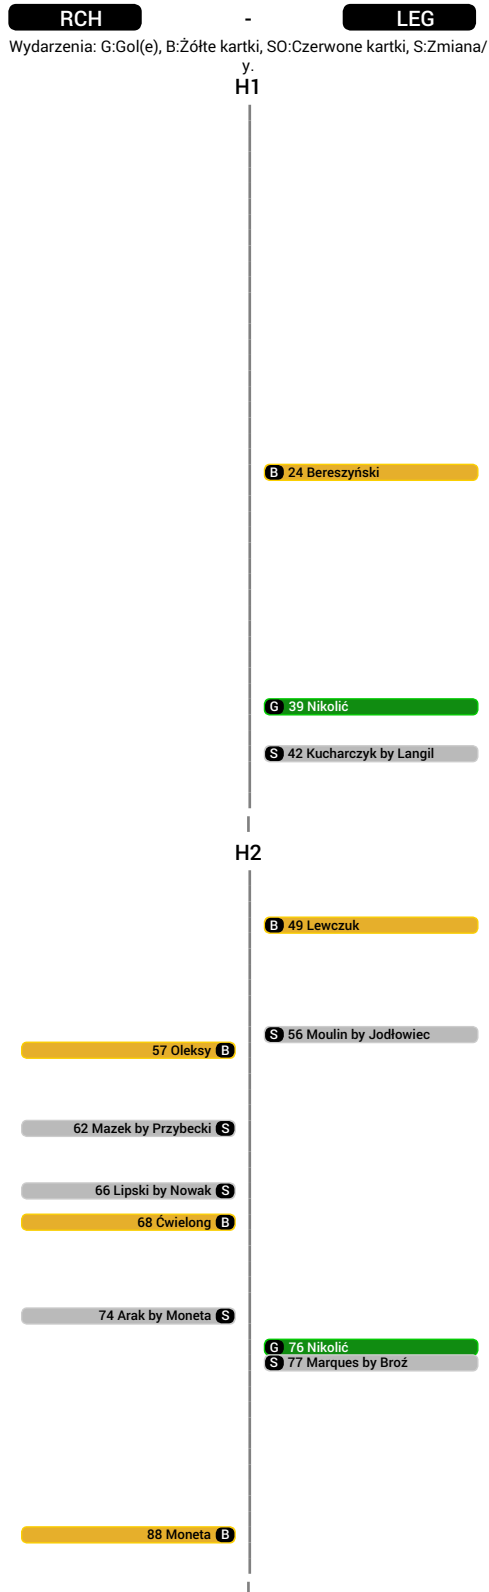 RCH - LEG
Wydarzenia: G:Gol(e), B:Żółte kartki, SO:Czerwone kartki, S:Zmiana/
y.
H1
B 24 Bereszyński
G 39 Nikolić
S 42 Kucharczyk by Langil
H2
B 49 Lewczuk
S 56 Moulin by Jodłowiec
57 Oleksy B
62 Mazek by Przybecki S
66 Lipski by Nowak S
68 Ćwielong B
74 Arak by Moneta S
G 76 Nikolić
S 77 Marques by Broź
88 Moneta B